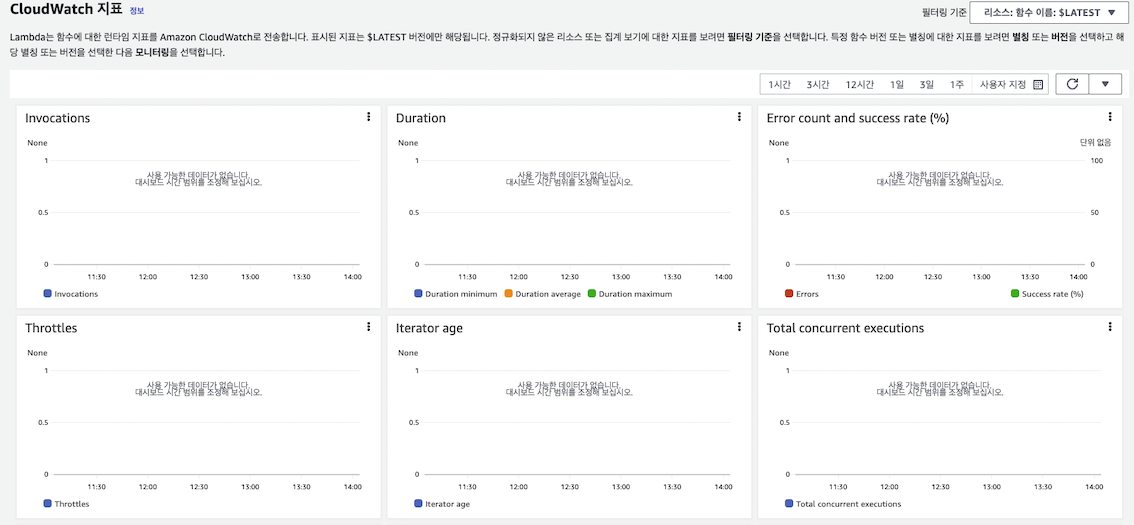 CloudWatch 지표 정보
필터링 기준 리소스: 함수 이름: $LATEST ▼
Lambda는 함수에 대한 런타임 지표를 Amazon CloudWatch로 전송합니다. 표시된 지표는 $LATEST 버전에만 해당됩니다. 정규화되지 않은 리소스 또는 집계 보기에 대한 지표를 보려면 필터링 기준을 선택합니다. 특정 함수 버전 또는 별칭에 대한 지표를 보려면 별칭 또는 버전을 선택하고 해
당 별칭 또는 버전을 선택한 다음 모니터링을 선택합니다.
1시간 3시간 12시간 1일 3일 1주 사용자 지정
Invocations
None
1
사용 가능한 데이터가 없습니다.
대시보드 시간 범위를 조정해 보십시오.
0.5
0
11:30 12:00 12:30 13:00 13:30 14:00
Invocations
Duration
None
1
사용 가능한 데이터가 없습니다.
대시보드 시간 범위를 조정해 보십시오.
0.5
0
11:30 12:00 12:30 13:00 13:30 14:00
Duration minimum Duration average Duration maximum
Error count and success rate (%)
None 단위 없음
1 100
사용 가능한 데이터가 없습니다.
대시보드 시간 범위를 조정해 보십시오.
0.5 50
0 0
11:30 12:00 12:30 13:00 13:30 14:00
Errors Success rate (%)
Throttles
None
1
사용 가능한 데이터가 없습니다.
대시보드 시간 범위를 조정해 보십시오.
0.5
0
11:30 12:00 12:30 13:00 13:30 14:00
Throttles
Iterator age
None
1
사용 가능한 데이터가 없습니다.
대시보드 시간 범위를 조정해 보십시오.
0.5
0
11:30 12:00 12:30 13:00 13:30 14:00
Iterator age
Total concurrent executions
None
1
사용 가능한 데이터가 없습니다.
대시보드 시간 범위를 조정해 보십시오.
0.5
0
11:30 12:00 12:30 13:00 13:30 14:00
Total concurrent executions